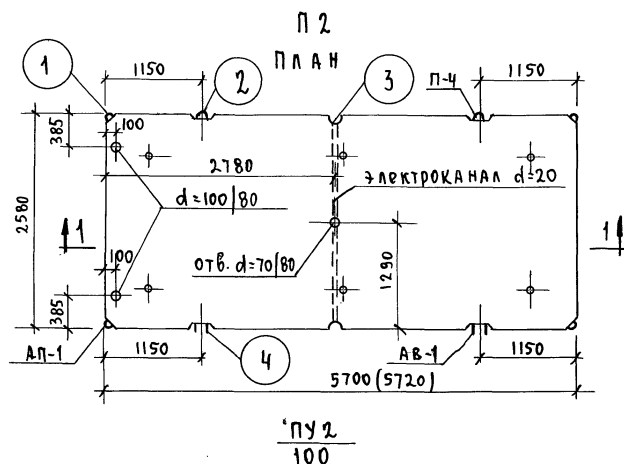 П 2
ПЛАН
1
1150
2
3
П-4
1150
385
100
2780
ЭЛЕКТРОКАНАЛ d=20
d=100/80
2580
1
1
100
ОТВ. d=70/80
1290
385
АП-1
1150
4
АВ-1
1150
5700 (5720)
ПУ 2
100